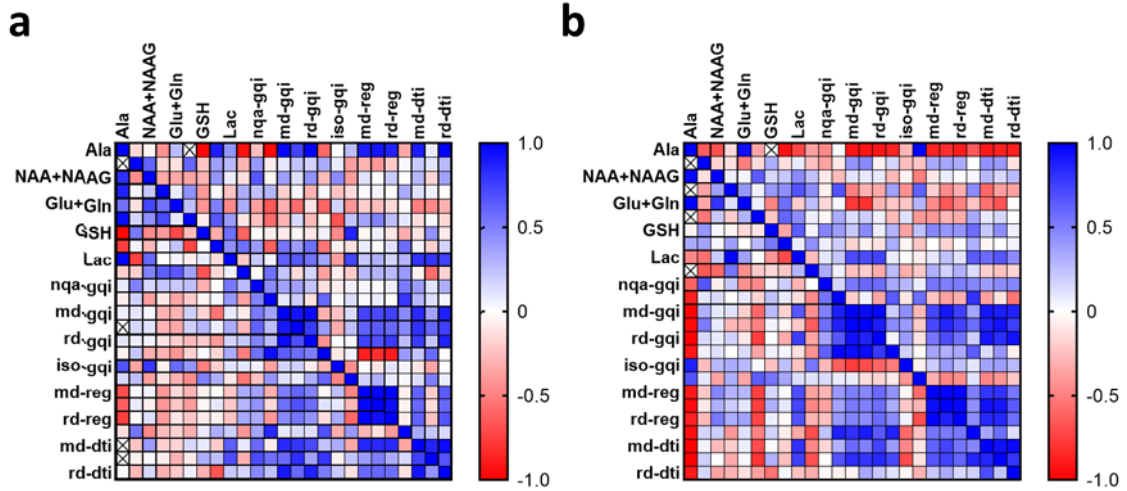 a
Ala
NAA+NAAG
Glu+Gln
GSH
Lac
nqa-gqi
md-gqi
rd-gqi
iso-gqi
md-reg
rd-reg
md-dti
rd-dti
Ala
NAA+NAAG
Glu+Gln
GSH
Lac
nqa-gqi
md-gqi
rd-gqi
iso-gqi
md-reg
rd-reg
md-dti
rd-dti
1.0
0.5
0
-0.5
-1.0
b
Ala
NAA+NAAG
Glu+Gln
GSH
Lac
nqa-gqi
md-gqi
rd-gqi
iso-gqi
md-reg
rd-reg
md-dti
rd-dti
Ala
NAA+NAAG
Glu+Gln
GSH
Lac
nqa-gqi
md-gqi
rd-gqi
iso-gqi
md-reg
rd-reg
md-dti
rd-dti
1.0
0.5
0
-0.5
-1.0